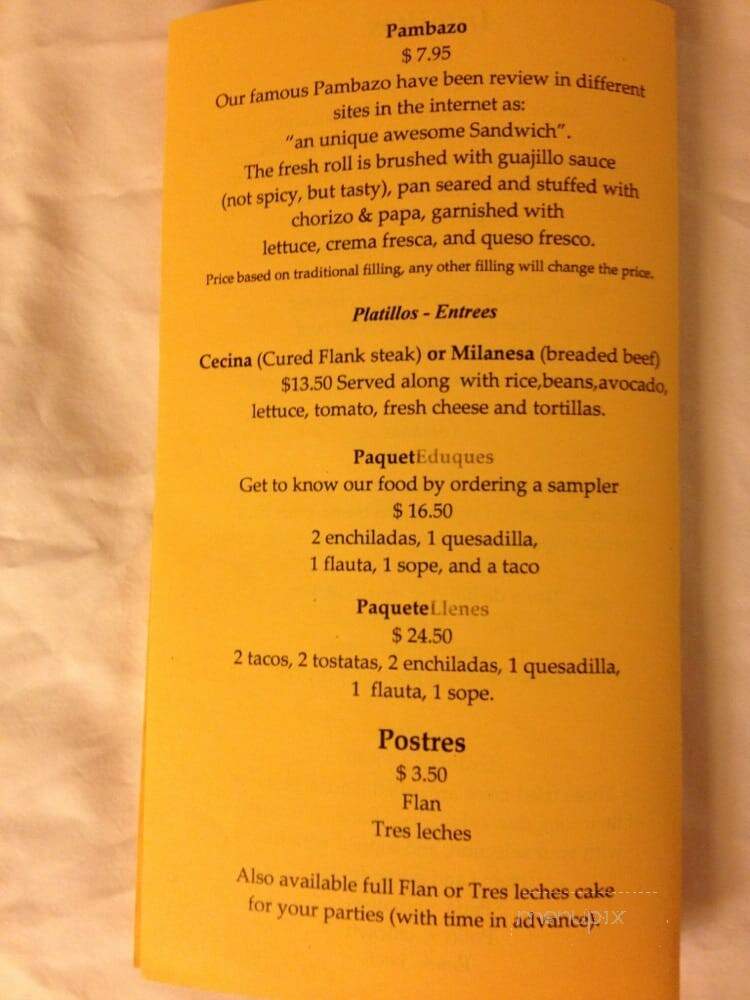 Pambazo
$ 7.95
Our famous Pambazo have been review in different
sites in the internet as:
"an unique awesome Sandwich".
The fresh roll is brushed with guajillo sauce
(not spicy, but tasty), pan seared and stuffed with
chorizo & papa, garnished with
lettuce, crema fresca, and queso fresco.
Price based on traditional filling, any other filling will change the price.
Platillos - Entrees
Cecina (Cured Flank steak) or Milanesa (breaded beef)
$13.50 Served along with rice,beans,avocado,
lettuce, tomato, fresh cheese and tortillas.
PaquetEduques
Get to know our food by ordering a sampler
$ 16.50
2 enchiladas, 1 quesadilla,
1 flauta, 1 sope, and a taco
PaqueteLlenes
$ 24.50
2 tacos, 2 tostatas, 2 enchiladas, 1 quesadilla,
1 flauta, 1 sope.
Postres
$ 3.50
Flan
Tres leches
Also available full Flan or Tres leches cake
for your parties (with time in advance).
menupix